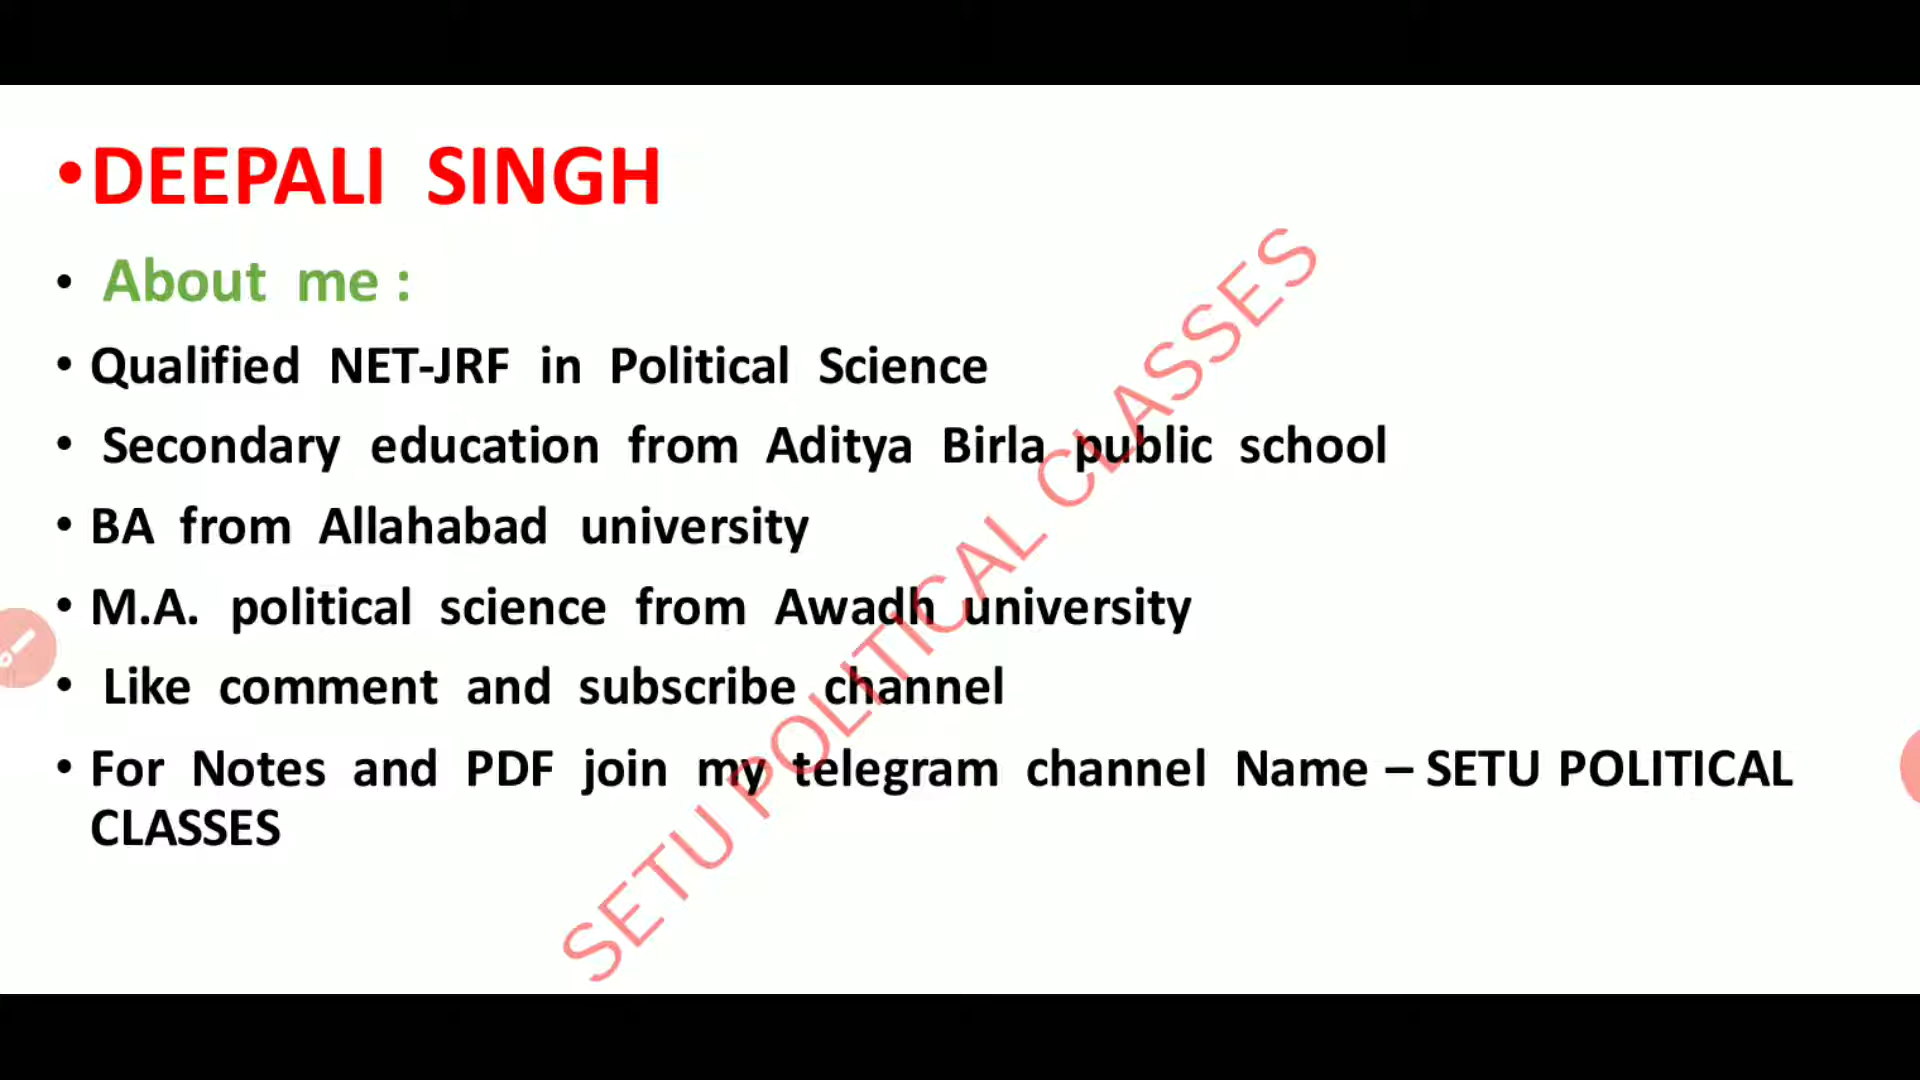 •DEEPALI SINGH
• About me :
• Qualified NET-JRF in Political Science
• Secondary education from Aditya Birla public school
• BA from Allahabad university
• M.A. political science from Awadh university
• Like comment and subscribe channel
• For Notes and PDF join my telegram channel Name – SETU POLITICAL
CLASSES
SETU POLITICAL CLASSES